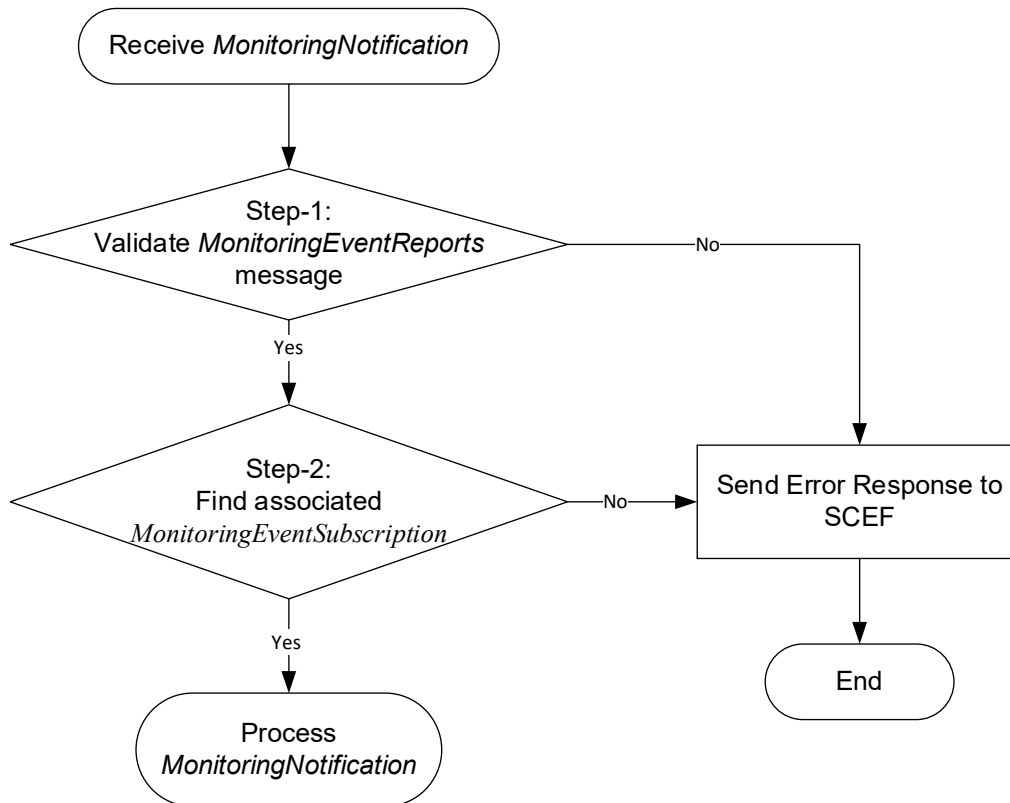 Receive MonitoringNotification
Step-1:
Validate MonitoringEventReports
message
No
Yes
Step-2:
Find associated
MonitoringEventSubscription
No
Send Error Response to
SCEF
Yes
End
Process
MonitoringNotification